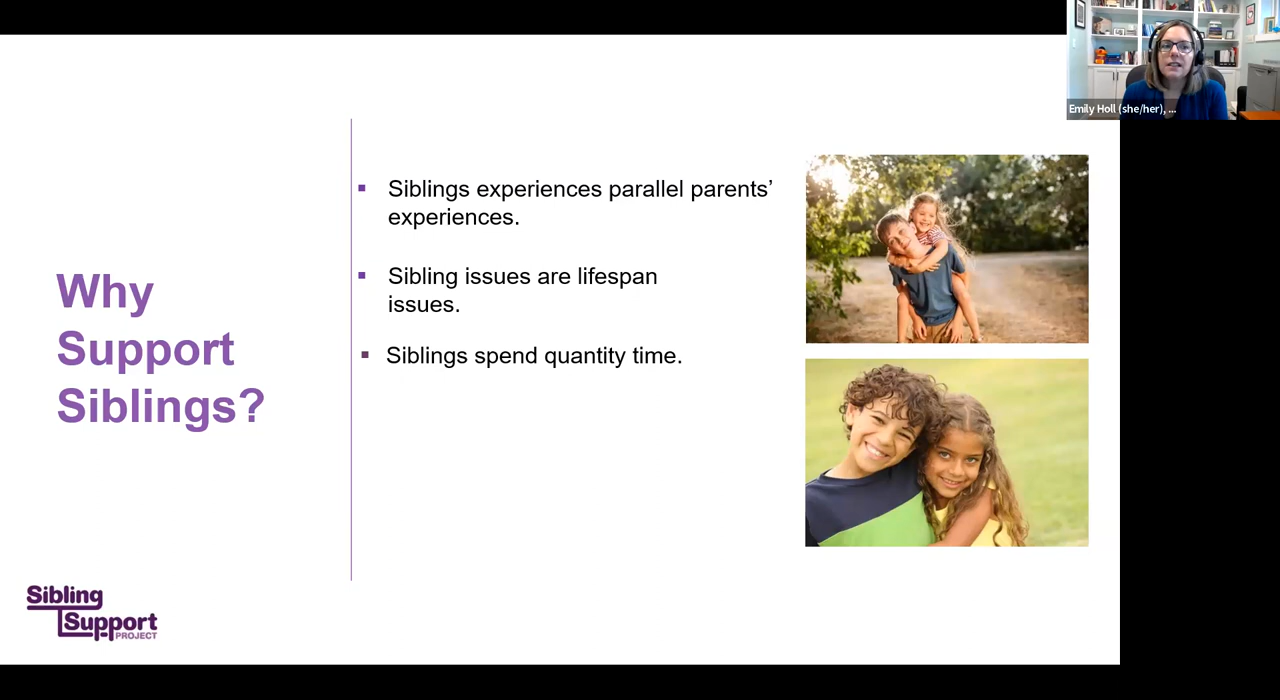 Emily Holl (she/her), ...
Why
Support
Siblings?
▪ Siblings experiences parallel parents’
experiences.
▪ Sibling issues are lifespan
issues.
▪ Siblings spend quantity time.
Sibling
Support
PROJECT